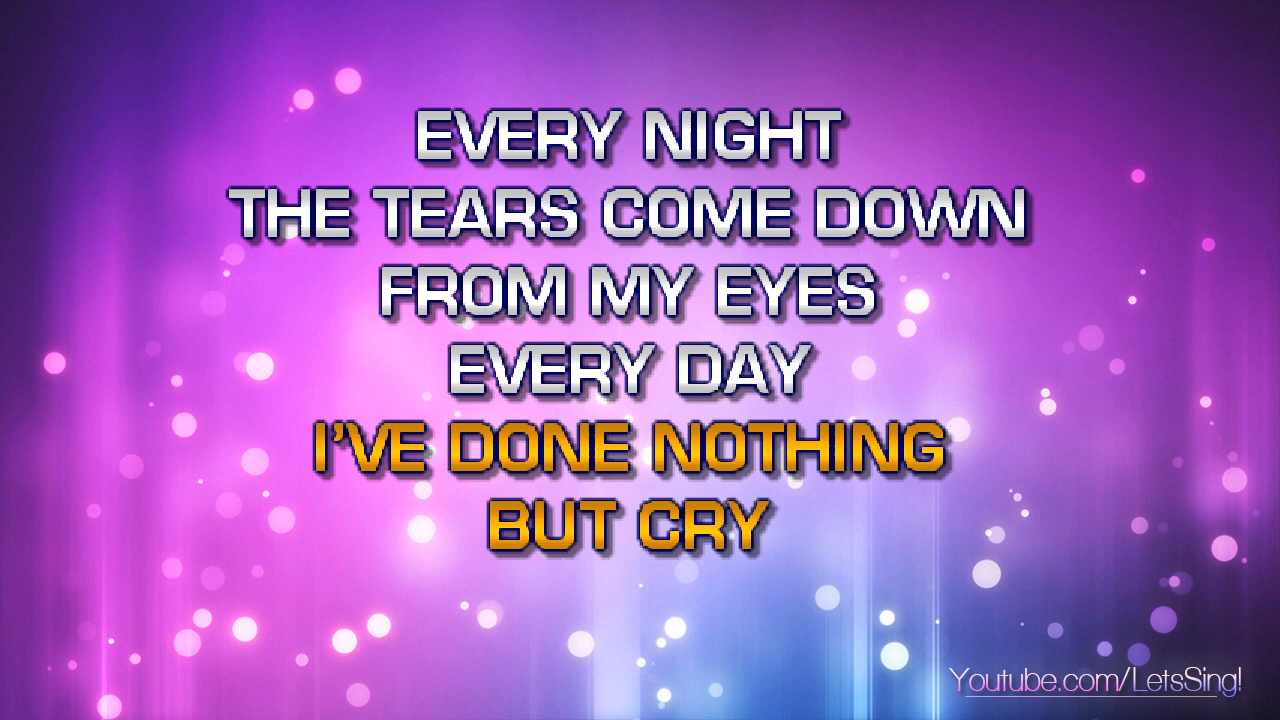 EVERY NIGHT
THE TEARS COME DOWN
FROM MY EYES
EVERY DAY
I'VE DONE NOTHING
BUT CRY
Youtube.com/LetsSing!